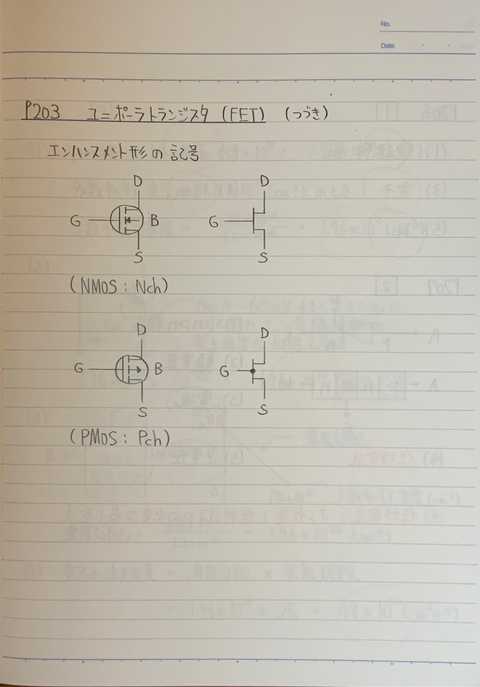 No.
Date
P203 ユニポーラトランジスタ (FET) (つづき)
エンハンスメント形の記号
D D
G B G
S S
(NMOS : Nch)
D D
G B G
S S
(PMOS : Pch)